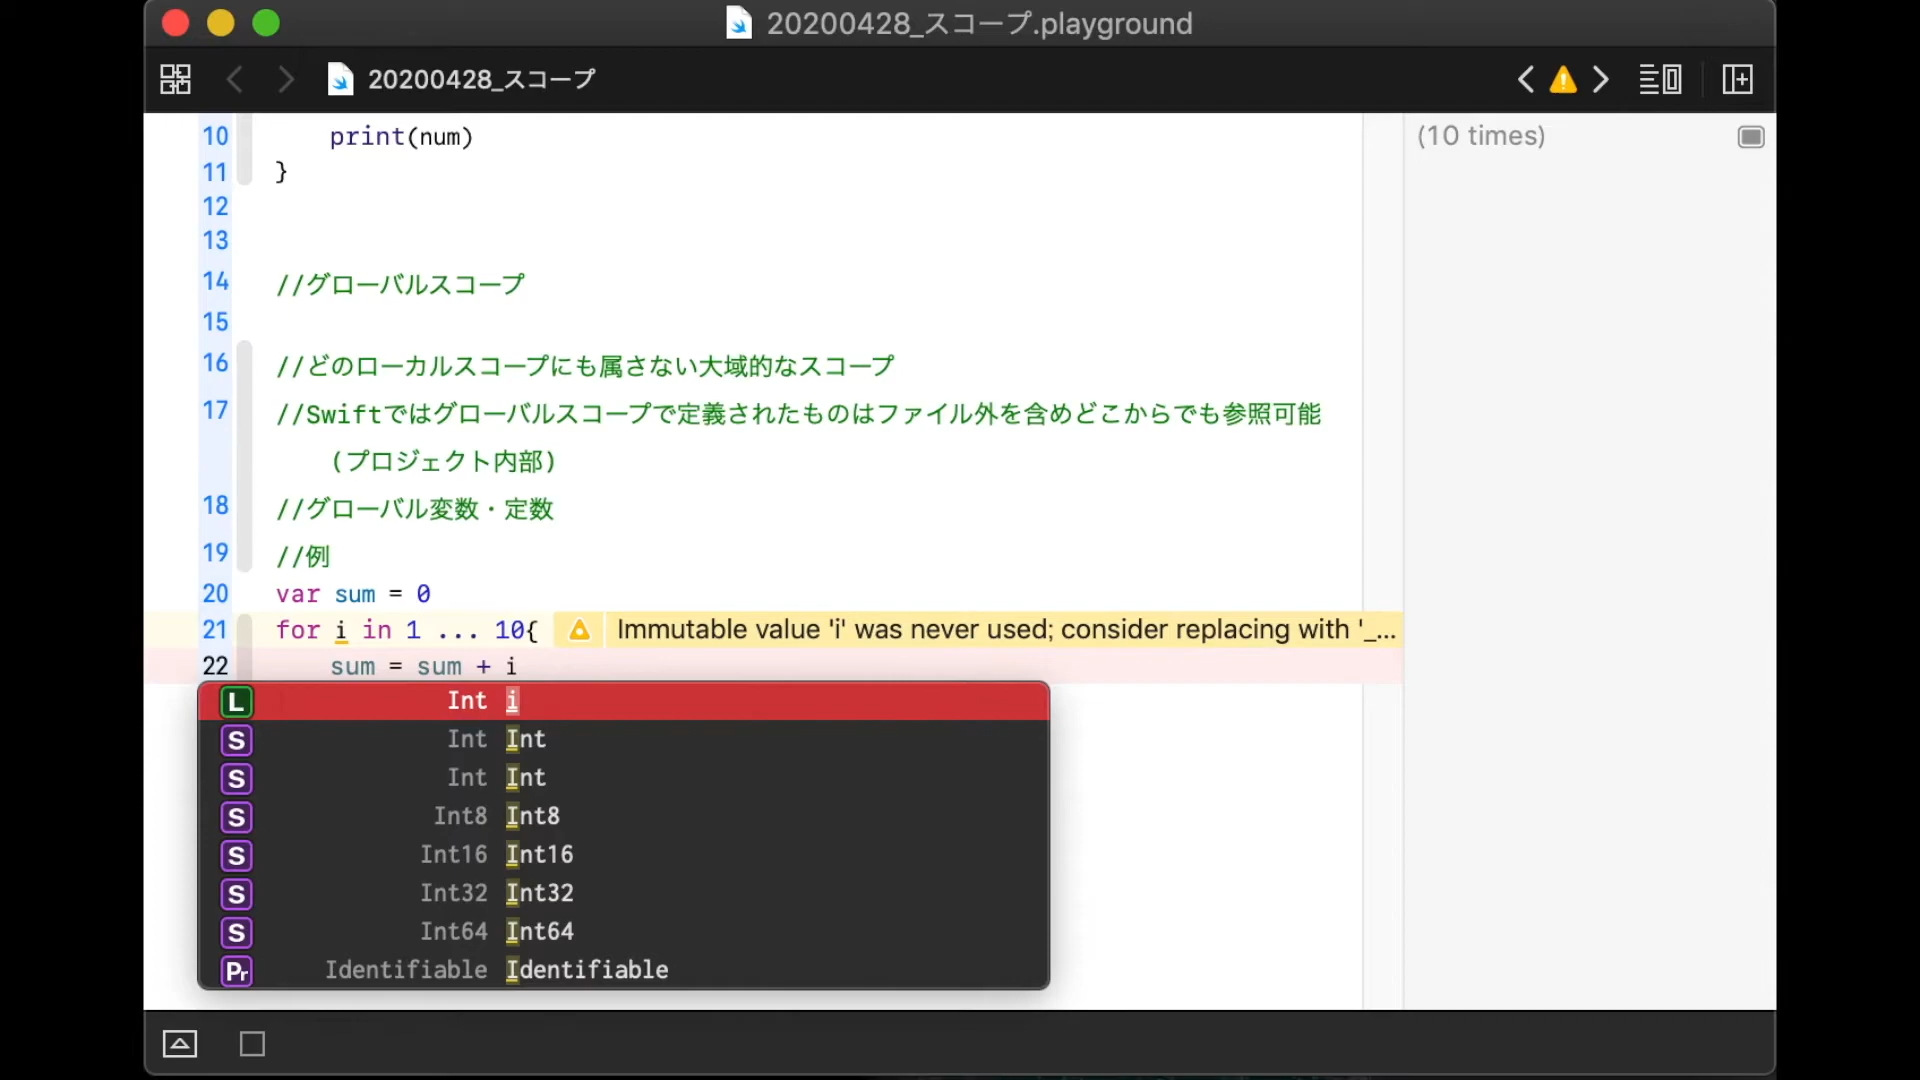 20200428_スコープ.playground
20200428_スコープ
10 print(num)
(10 times)
11 }
12
13
14 //グローバルスコープ
15
16 //どのローカルスコープにも属さない大域的なスコープ
17 //Swiftではグローバルスコープで定義されたものはファイル外を含めどこからでも参照可能
(プロジェクト内部)
18 //グローバル変数・定数
19 //例
20 var sum = 0
21 for i in 1 ... 10{ Immutable value 'i' was never used; consider replacing with '_...
22 sum = sum + i
L Int i
S Int Int
S Int Int
S Int8 Int8
S Int16 Int16
S Int32 Int32
S Int64 Int64
Pr Identifiable Identifiable